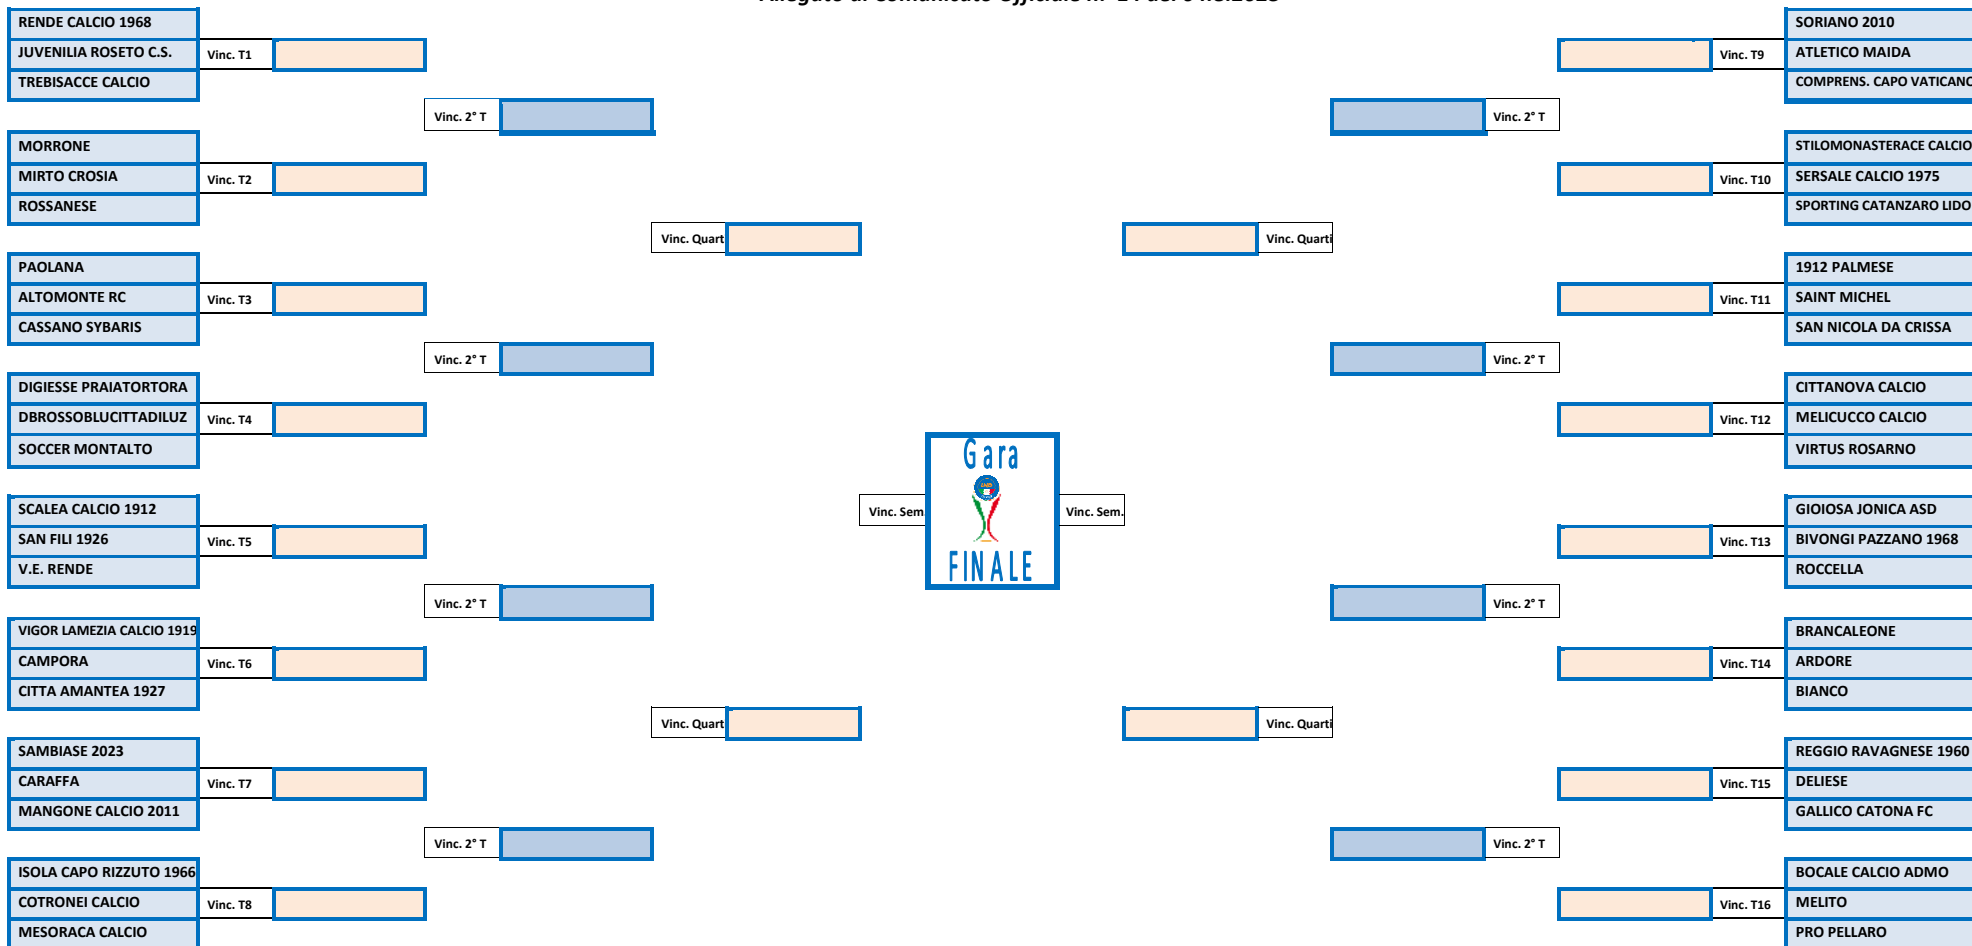 RENDE CALCIO 1968
JUVENILIA ROSETO C.S.
TREBISACCE CALCIO
Vinc. T1
Vinc. 2° T
MORRONE
MIRTO CROSIA
ROSSANESE
Vinc. T2
Vinc. Quart
PAOLANA
ALTOMONTE RC
CASSANO SYBARIS
Vinc. T3
Vinc. 2° T
DIGIESSE PRAIATORTORA
DBROSSOBLUCITTADILUZ
SOCCER MONTALTO
Vinc. T4
SCALEA CALCIO 1912
SAN FILI 1926
V.E. RENDE
Vinc. T5
Vinc. 2° T
VIGOR LAMEZIA CALCIO 1919
CAMPORA
CITTA AMANTEA 1927
Vinc. T6
Vinc. Quart
SAMBIASE 2023
CARAFFA
MANGONE CALCIO 2011
Vinc. T7
Vinc. 2° T
ISOLA CAPO RIZZUTO 1966
COTRONEI CALCIO
MESORACA CALCIO
Vinc. T8
Vinc. Sem.
Gara
FINALE
Vinc. Sem.
SORIANO 2010
ATLETICO MAIDA
COMPRENS. CAPO VATICANO
Vinc. T9
Vinc. 2° T
STILOMONASTERACE CALCIO
SERSALE CALCIO 1975
SPORTING CATANZARO LIDO
Vinc. T10
Vinc. Quarti
1912 PALMESE
SAINT MICHEL
SAN NICOLA DA CRISSA
Vinc. T11
Vinc. 2° T
CITTANOVA CALCIO
MELICUCCO CALCIO
VIRTUS ROSARNO
Vinc. T12
GIOIOSA JONICA ASD
BIVONGI PAZZANO 1968
ROCCELLA
Vinc. T13
Vinc. 2° T
BRANCALEONE
ARDORE
BIANCO
Vinc. T14
Vinc. Quarti
REGGIO RAVAGNESE 1960
DELIESE
GALLICO CATONA FC
Vinc. T15
Vinc. 2° T
BOCALE CALCIO ADMO
MELITO
PRO PELLARO
Vinc. T16